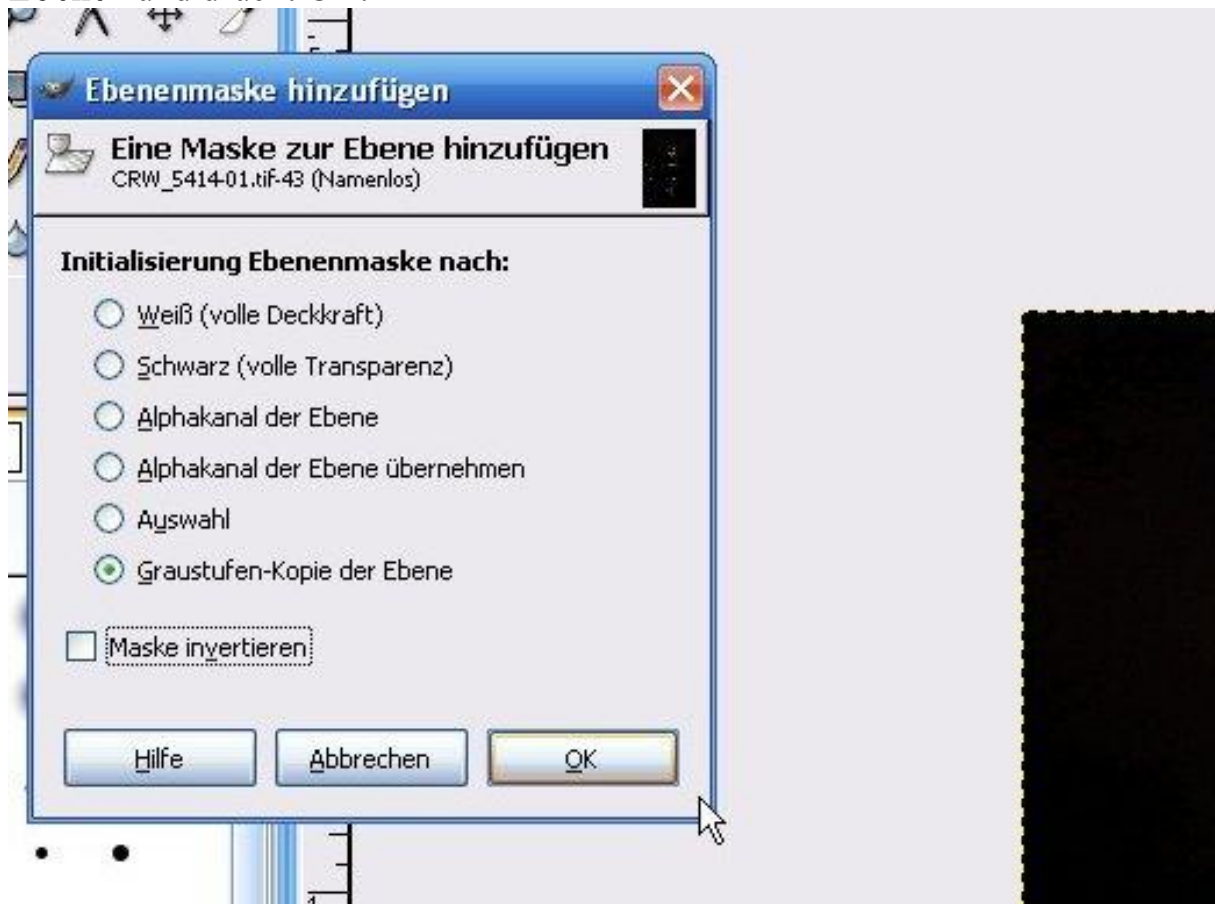 Ebenenmaske hinzufügen
Eine Maske zur Ebene hinzufügen
CRW_5414-01.tif-43 (Namenlos)
Initialisierung Ebenenmaske nach:
Weiß (volle Deckkraft)
Schwarz (volle Transparenz)
Alphakanal der Ebene
Alphakanal der Ebene übernehmen
Auswahl
Graustufen-Kopie der Ebene
Maske invertieren
Hilfe
Abbrechen
OK